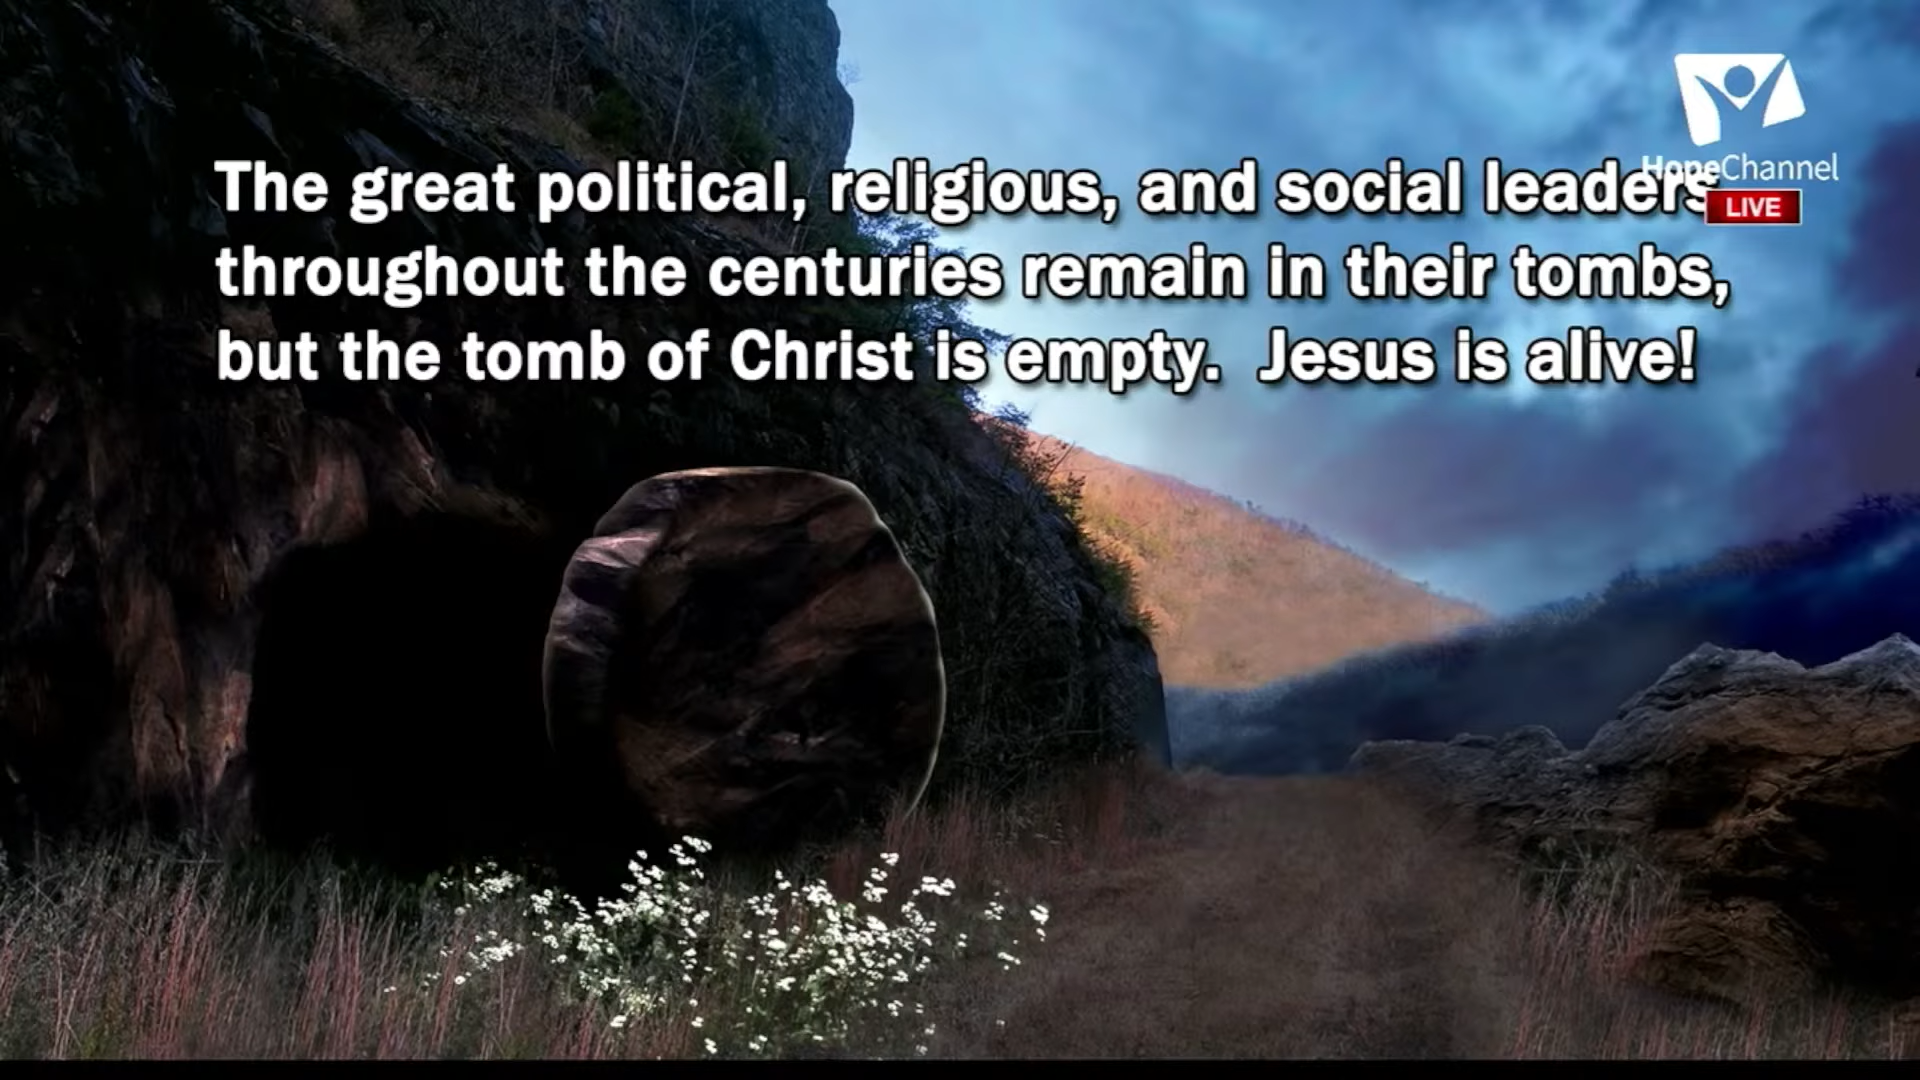 The great political, religious, and social leaders
throughout the centuries remain in their tombs,
but the tomb of Christ is empty.  Jesus is alive!
HopeChannel
LIVE